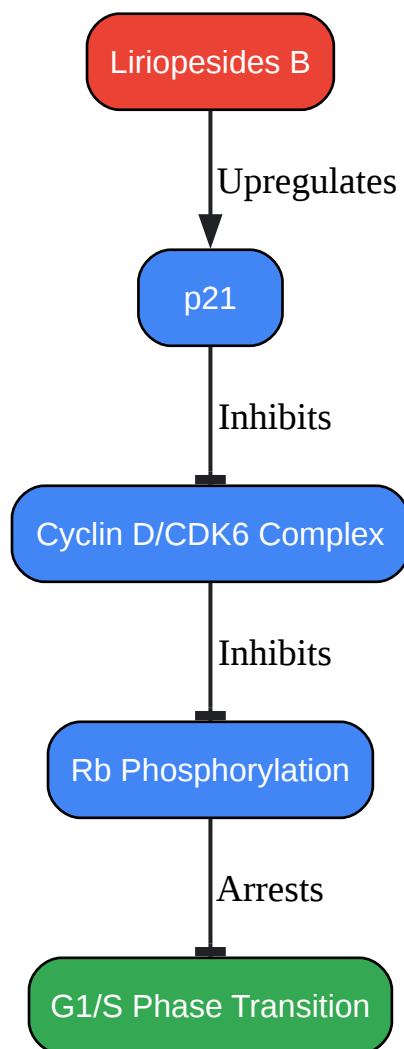 Liriopesides B
Upregulates
p21
Inhibits
Cyclin D/CDK6 Complex
Inhibits
Rb Phosphorylation
Arrests
G1/S Phase Transition